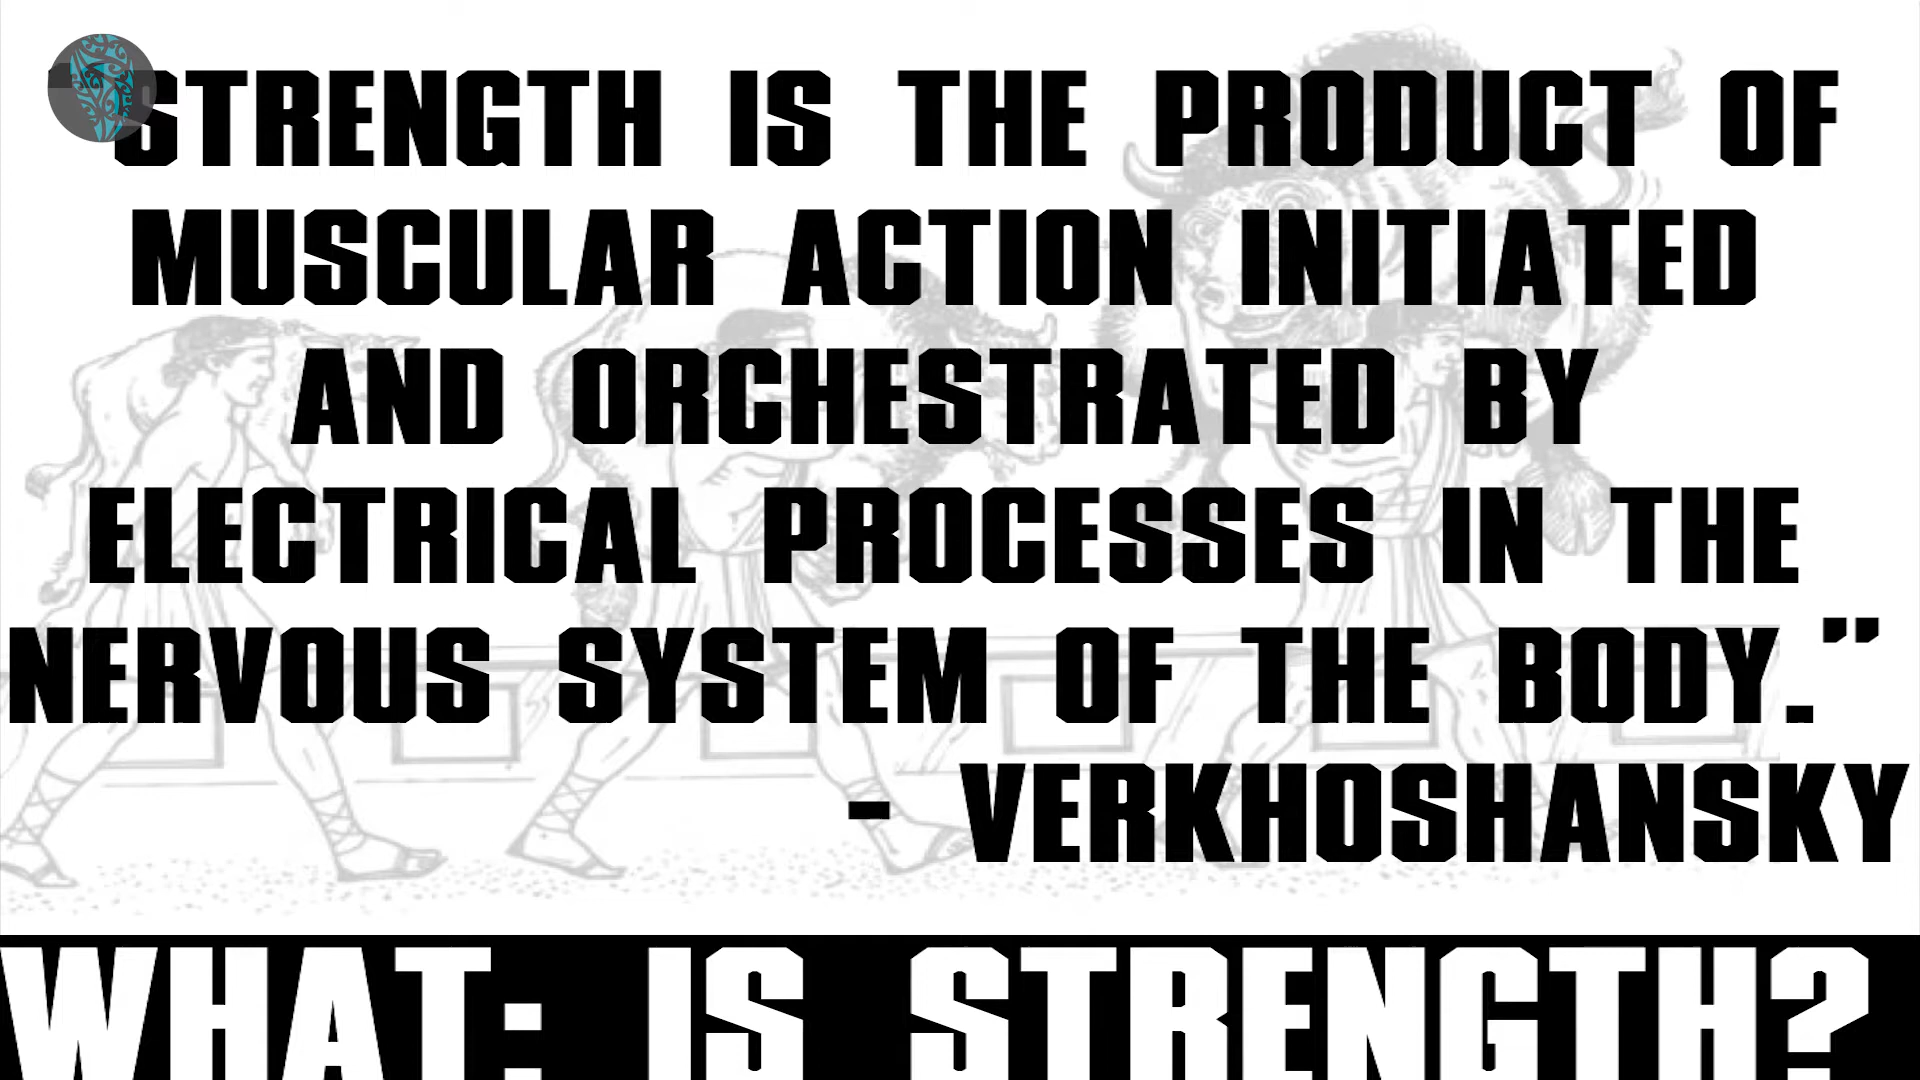 "STRENGTH IS THE PRODUCT OF
MUSCULAR ACTION INITIATED
AND ORCHESTRATED BY
ELECTRICAL PROCESSES IN THE
NERVOUS SYSTEM OF THE BODY."
- VERKHOSHANSKY
WHAT: IS STRENGTH?